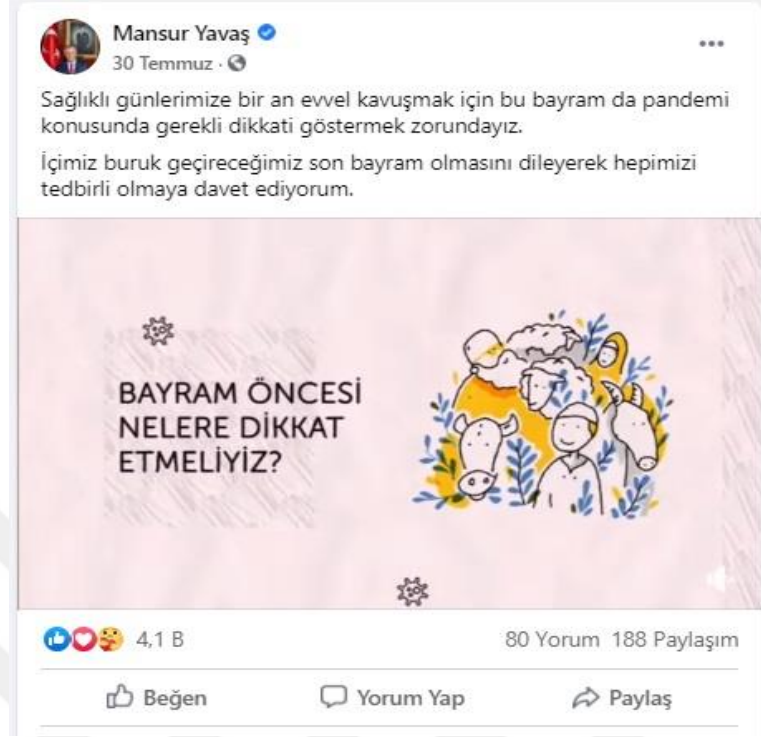 Mansur Yavaş
30 Temmuz ·
Sağlıklı günlerimize bir an evvel kavuşmak için bu bayram da pandemi
konusunda gerekli dikkati göstermek zorundayız.
İçimiz buruk geçireceğimiz son bayram olmasını dileyerek hepimizi
tedbirli olmaya davet ediyorum.
BAYRAM ÖNCESİ
NELERE DİKKAT
ETMELİYİZ?
4,1 B
80 Yorum 188 Paylaşım
Beğen
Yorum Yap
Paylaş